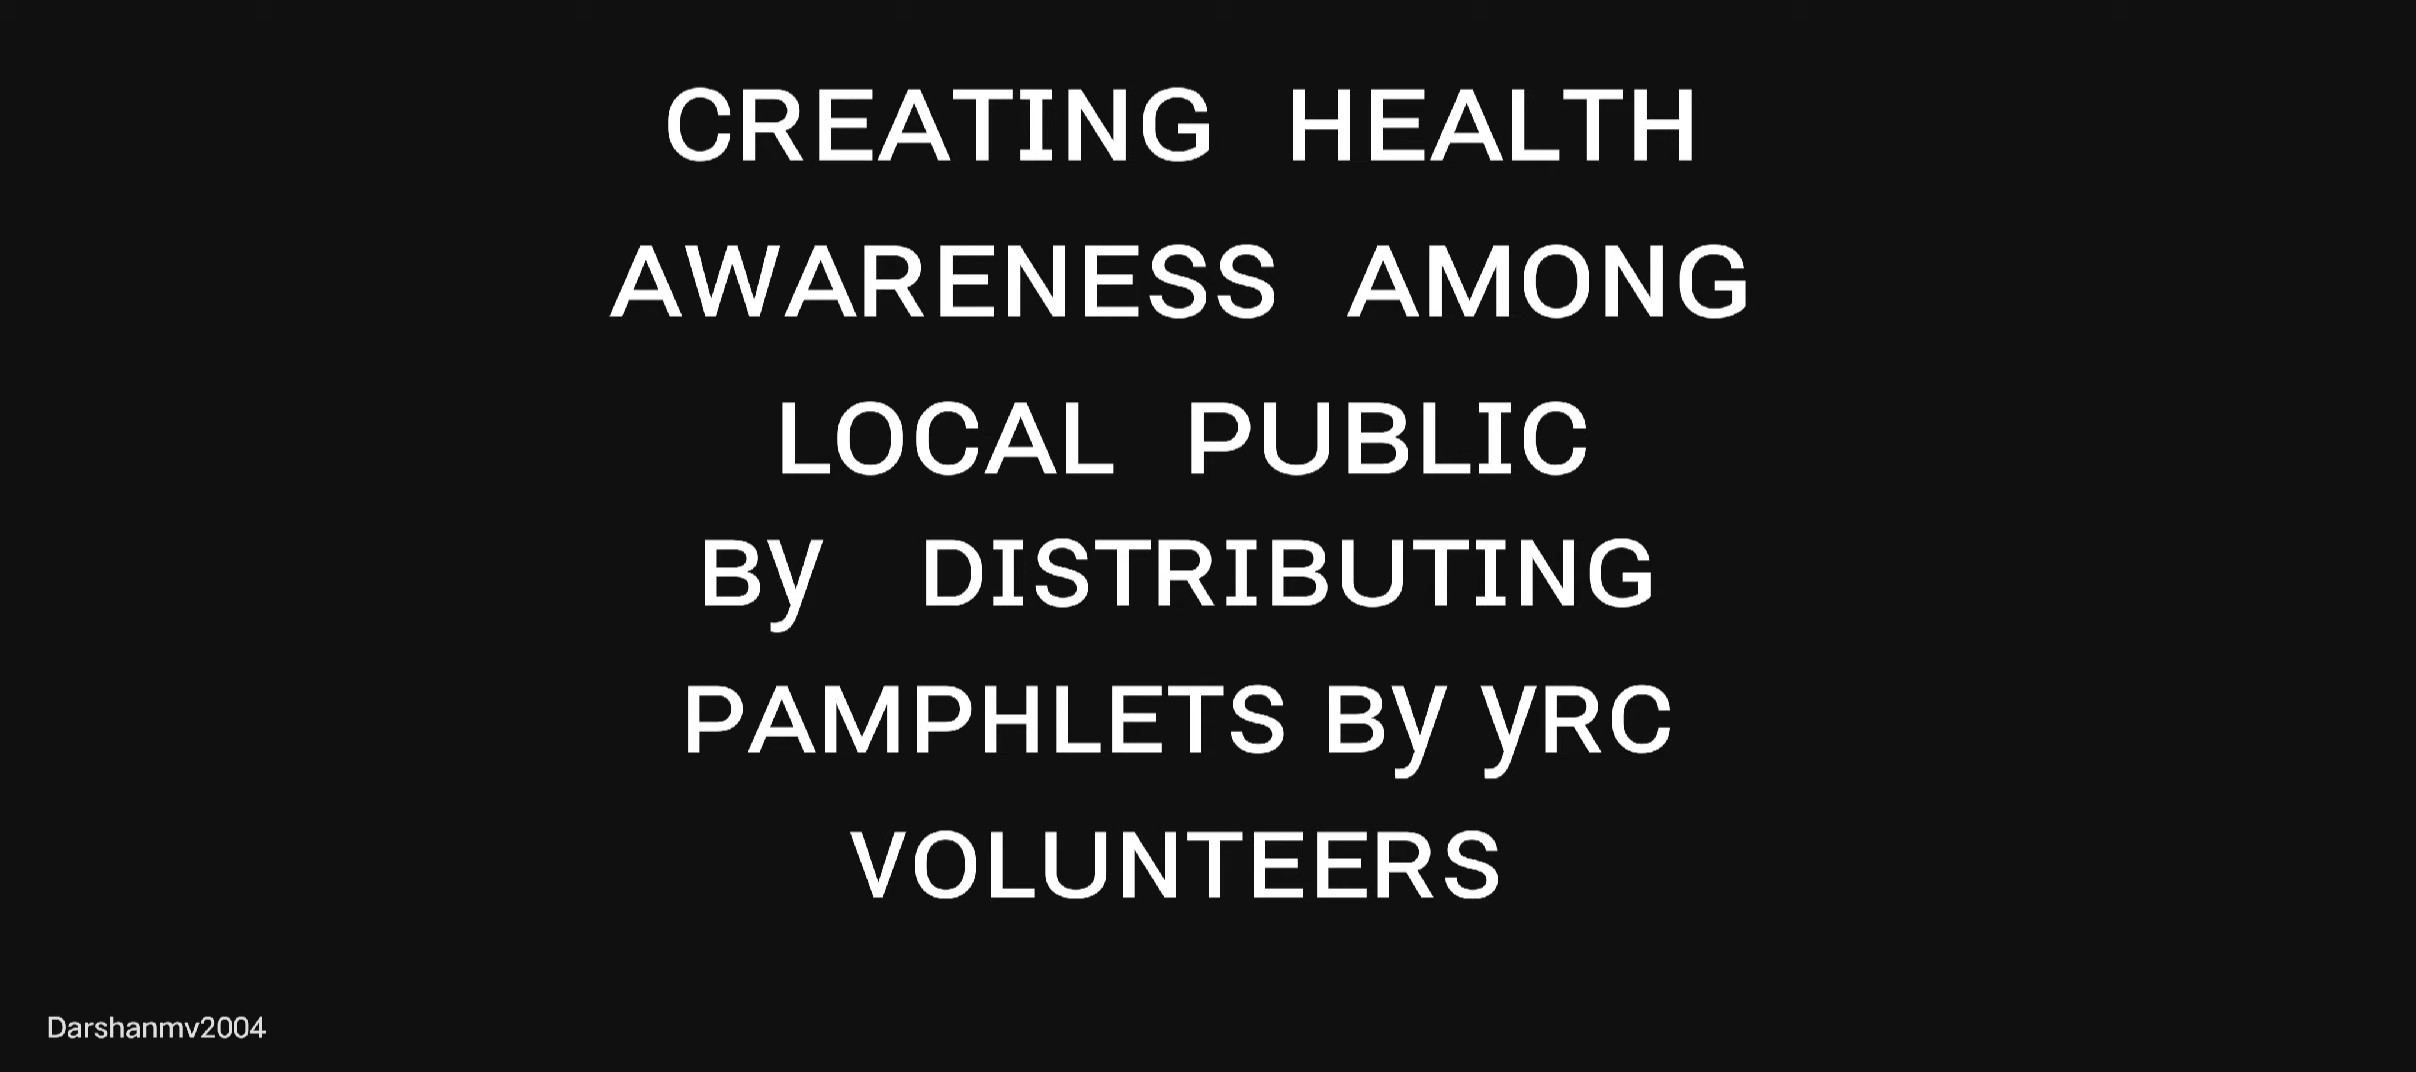 CREATING HEALTH
AWARENESS AMONG
LOCAL PUBLIC
By DISTRIBUTING
PAMPHLETS By yRC
VOLUNTEERS
Darshanmv2004